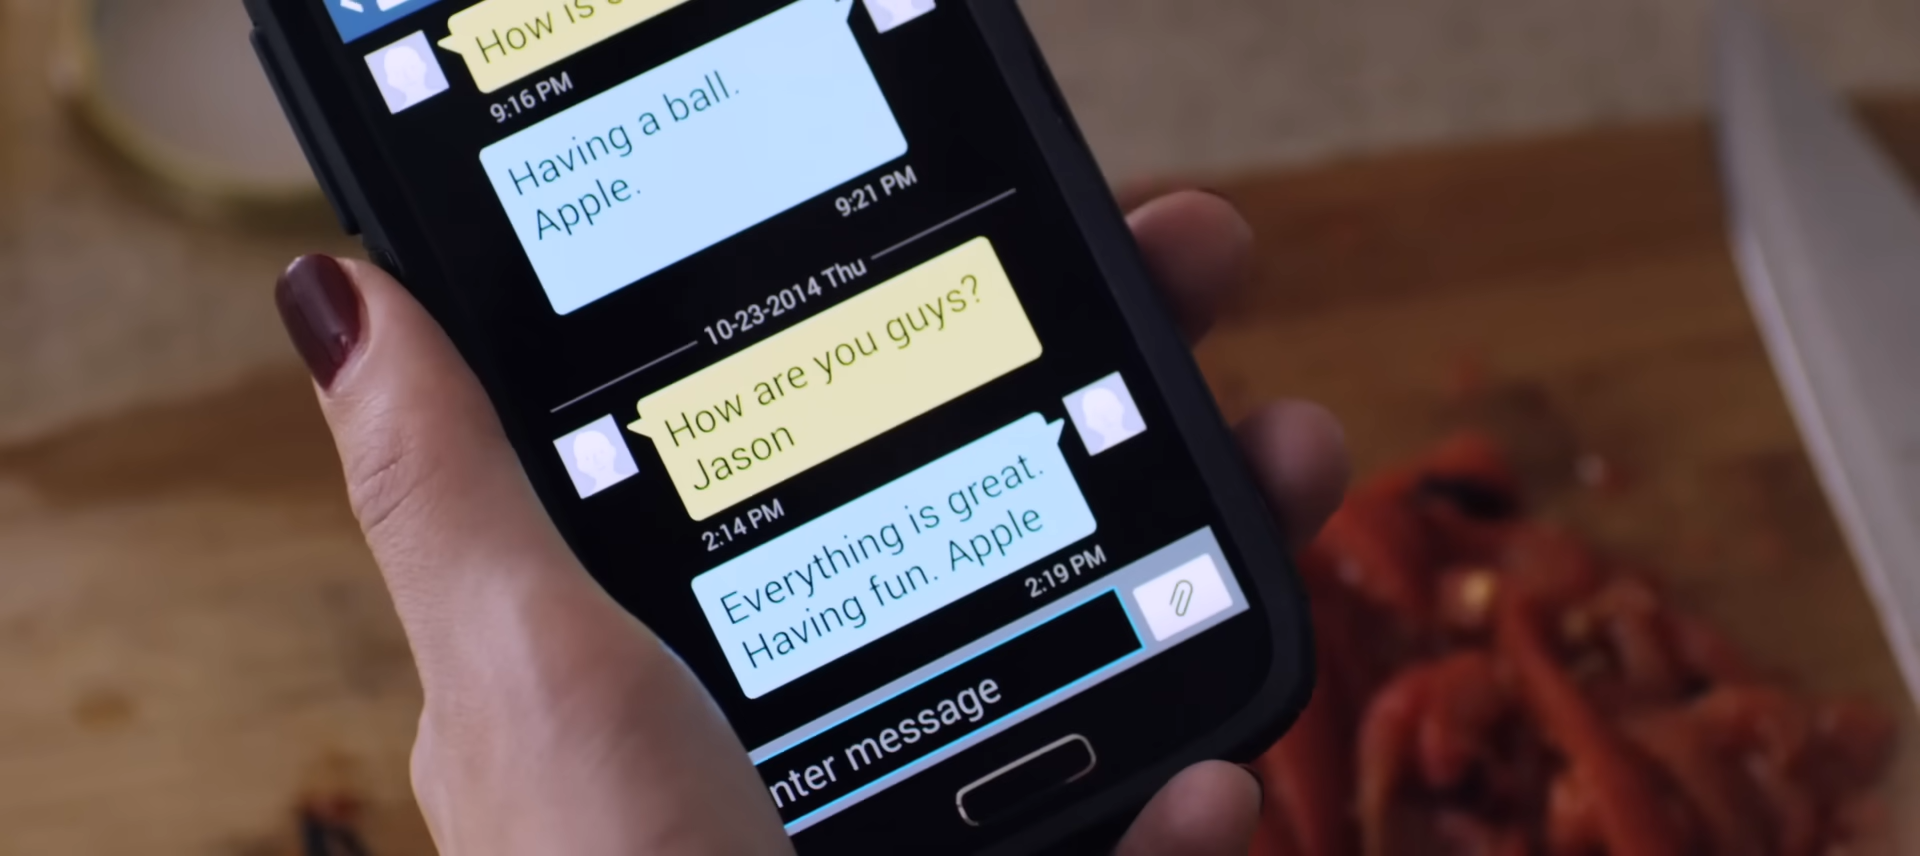 How is
9:16 PM
Having a ball.
Apple.
9:21 PM
10-23-2014 Thu
How are you guys?
Jason
2:14 PM
Everything is great.
Having fun. Apple
2:19 PM
nter message